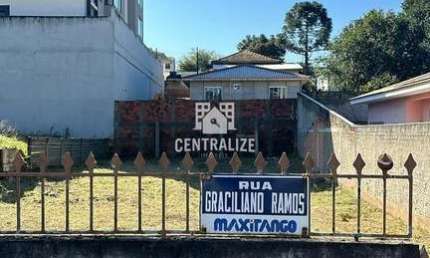 CENTRALIZE
RUA
GRACILIANO RAMOS
MAXITANGO